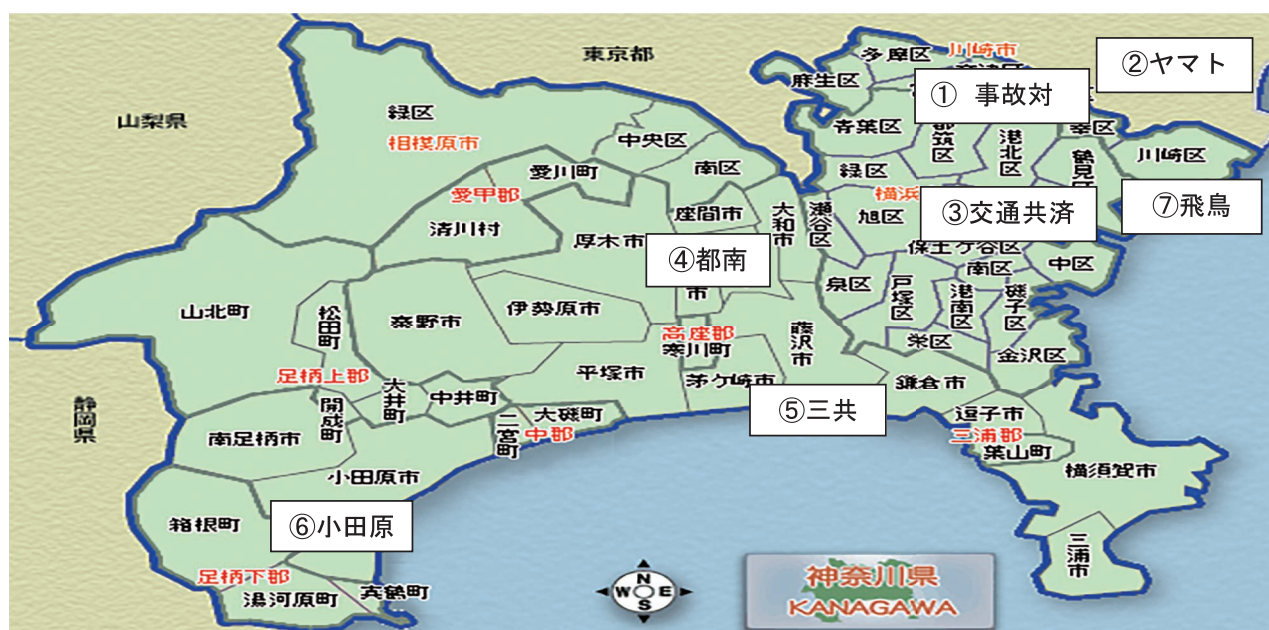 東京都
多摩区
川崎市
②ヤマト
麻生区
① 事故対
山梨県
緑区
相模原市
中央区
青葉区
都筑区
港北区
幸区
川崎区
愛川町
南区
緑区
鶴見区
愛甲郡
座間市
大和市
瀬谷区
横浜
旭区
③交通共済
⑦飛鳥
済川村
厚木市
④都南
保土ケ谷区
南区
中区
市
泉区
戸塚区
港南区
磯子区
山北町
松田町
秦野市
伊勢原市
高座郡
寒川町
藤沢市
栄区
金沢区
足柄上郡
大井町
中井町
平塚市
茅ケ崎市
鎌倉市
静岡県
開成町
二宮町
大磯町
中郡
⑤三共
逗子市
三浦郡
葉山町
南足柄市
小田原市
横須賀市
箱根町
⑥小田原
三浦市
足柄下郡
湯河原町
真鶴町
N
W E
S
神奈川県
KANAGAWA